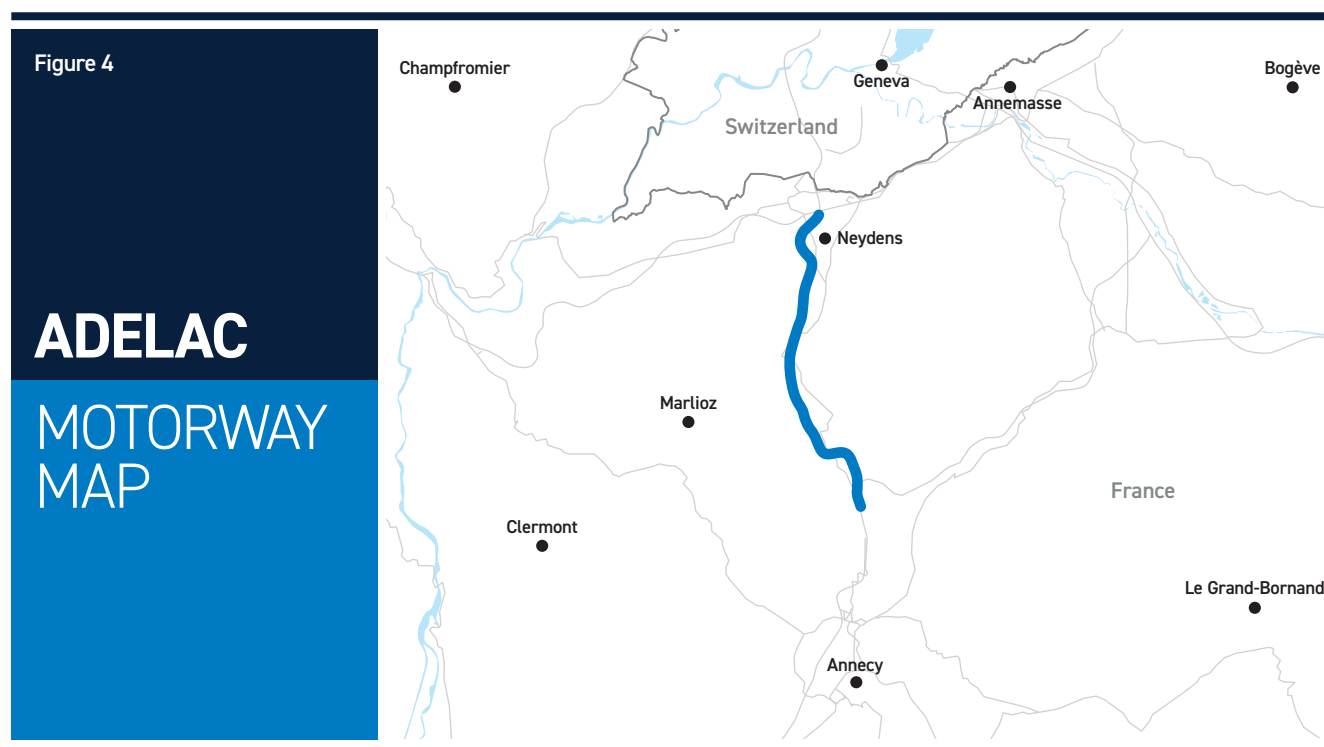 Figure 4
ADELAC
MOTORWAY
MAP
Champfromier
Geneva
Annemasse
Bogève
Switzerland
Neydens
Marlioz
France
Clermont
Le Grand-Bornand
Annecy